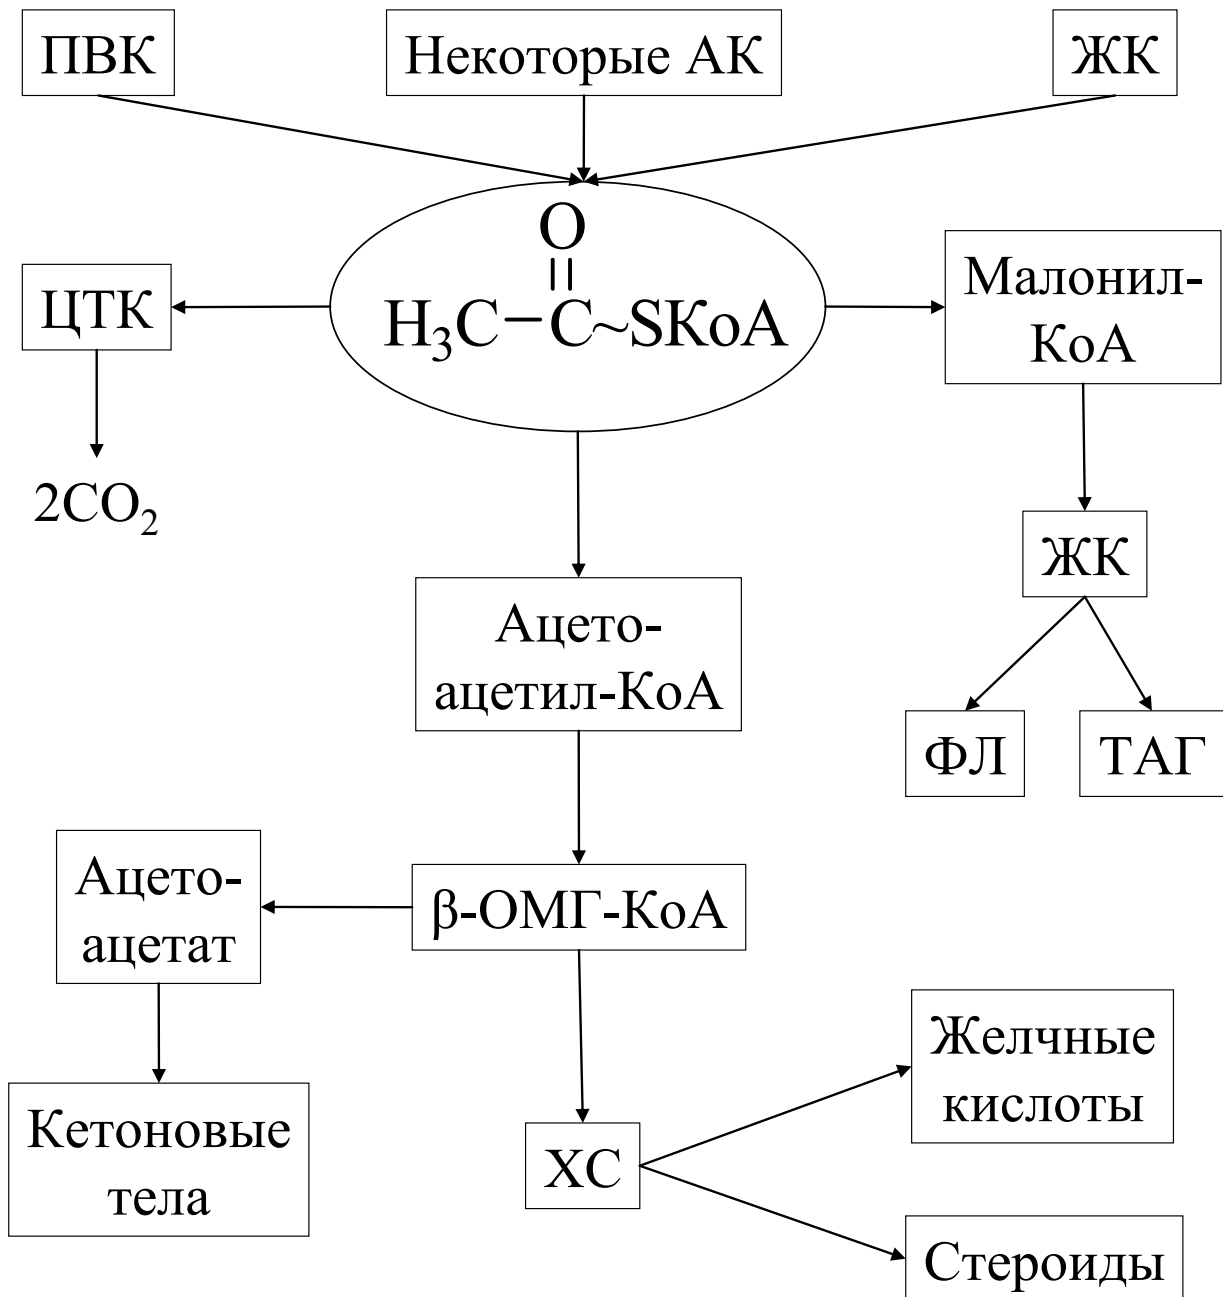 ПВК
Некоторые АК
ЖК
O
H₃C–C~SКоА
ЦТК
Малонил-
КоА
2CO₂
ЖК
Ацето-
ацетил-КоА
ФЛ
ТАГ
Ацето-
ацетат
β-ОМГ-КоА
Желчные
кислоты
Кетоновые
тела
ХС
Стероиды